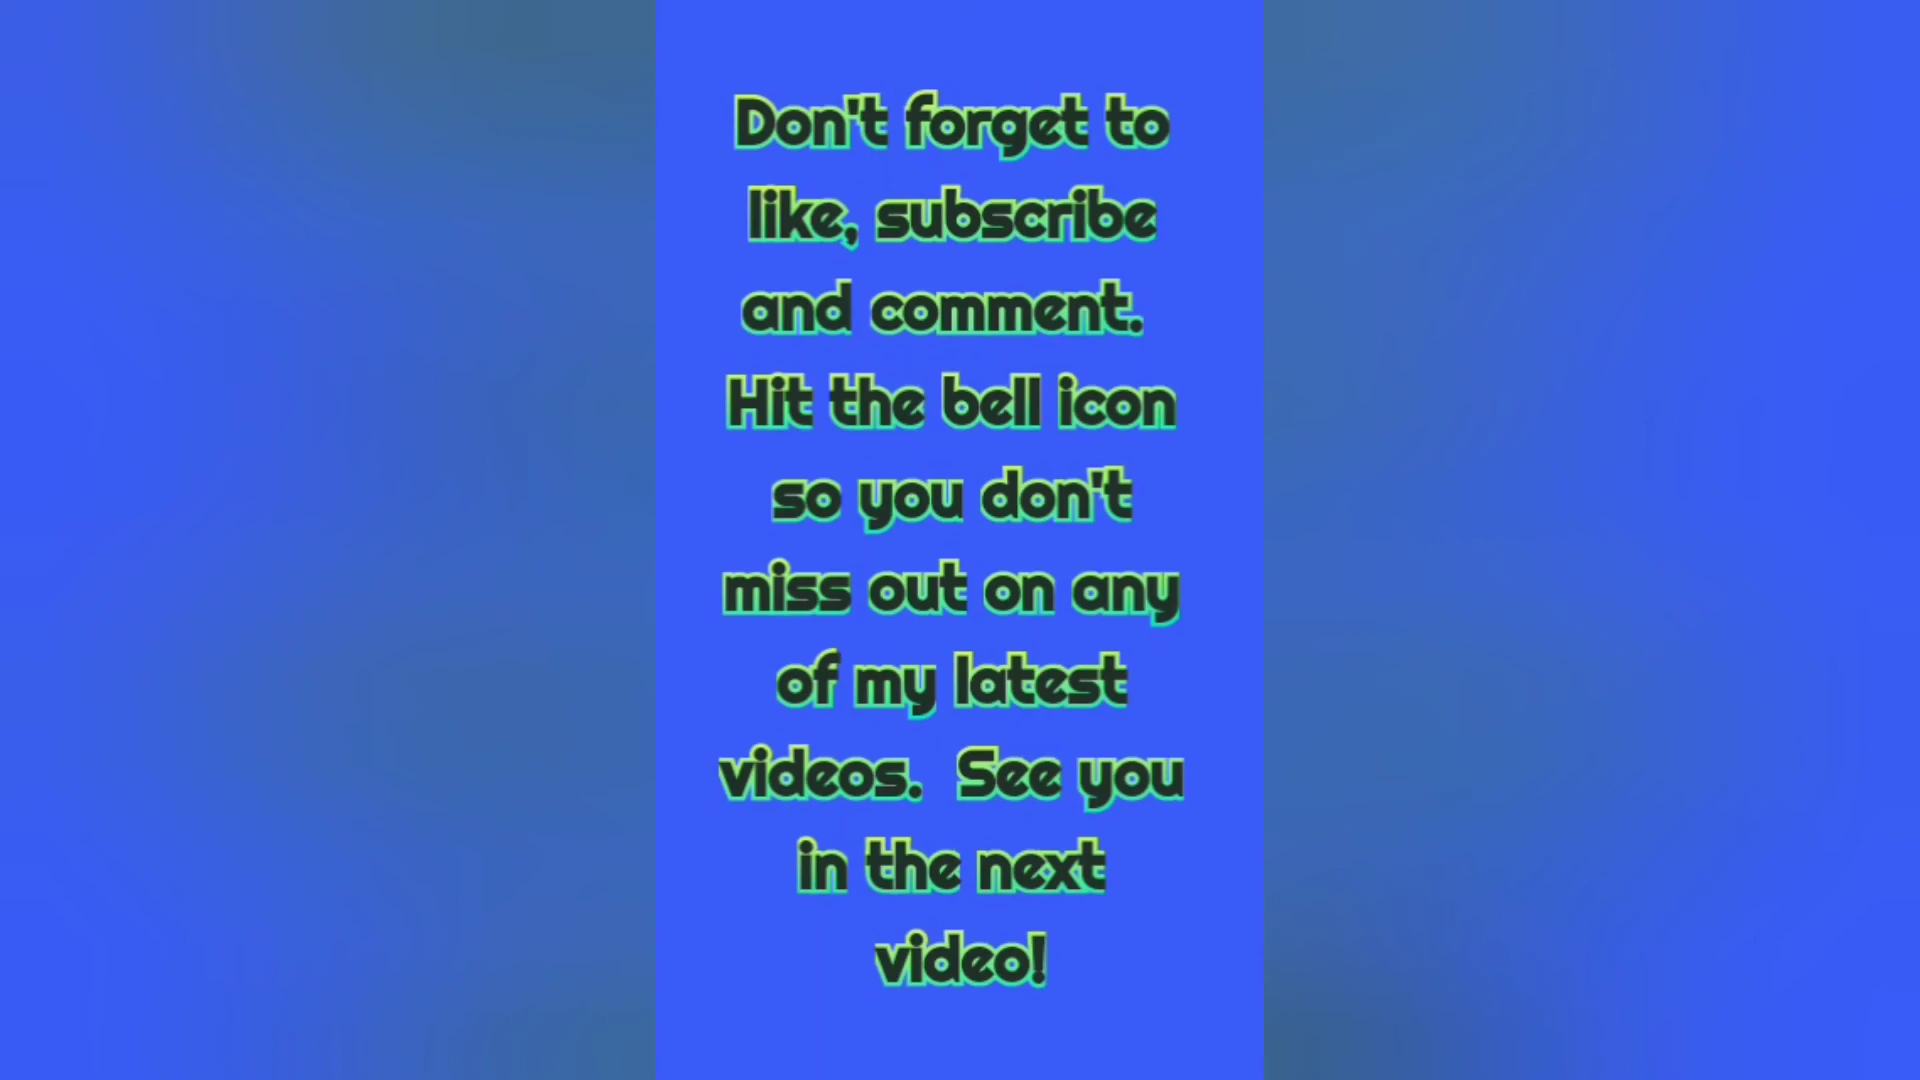 Don't forget to
like, subscribe
and comment.
Hit the bell icon
so you don't
miss out on any
of my latest
videos.  See you
in the next
video!